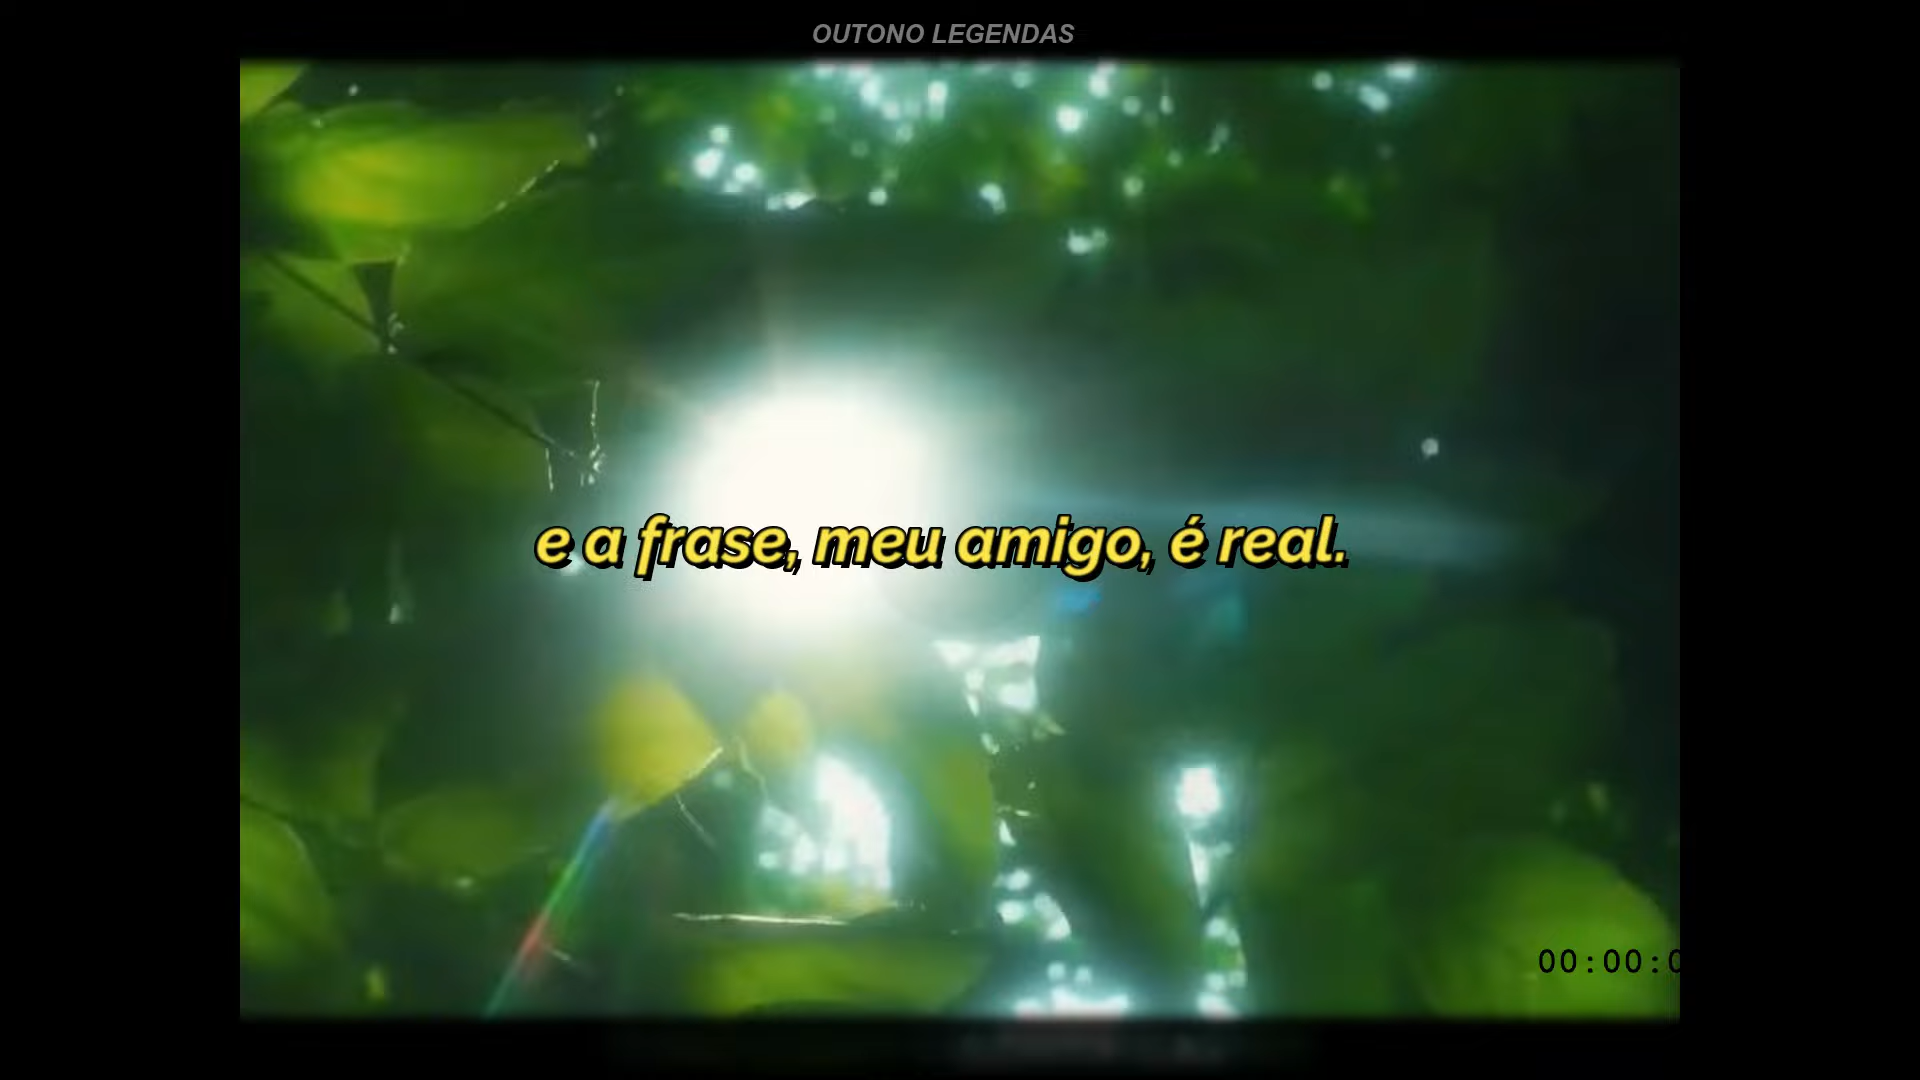 OUTONO LEGENDAS
e a frase, meu amigo, é real.
00:00:0